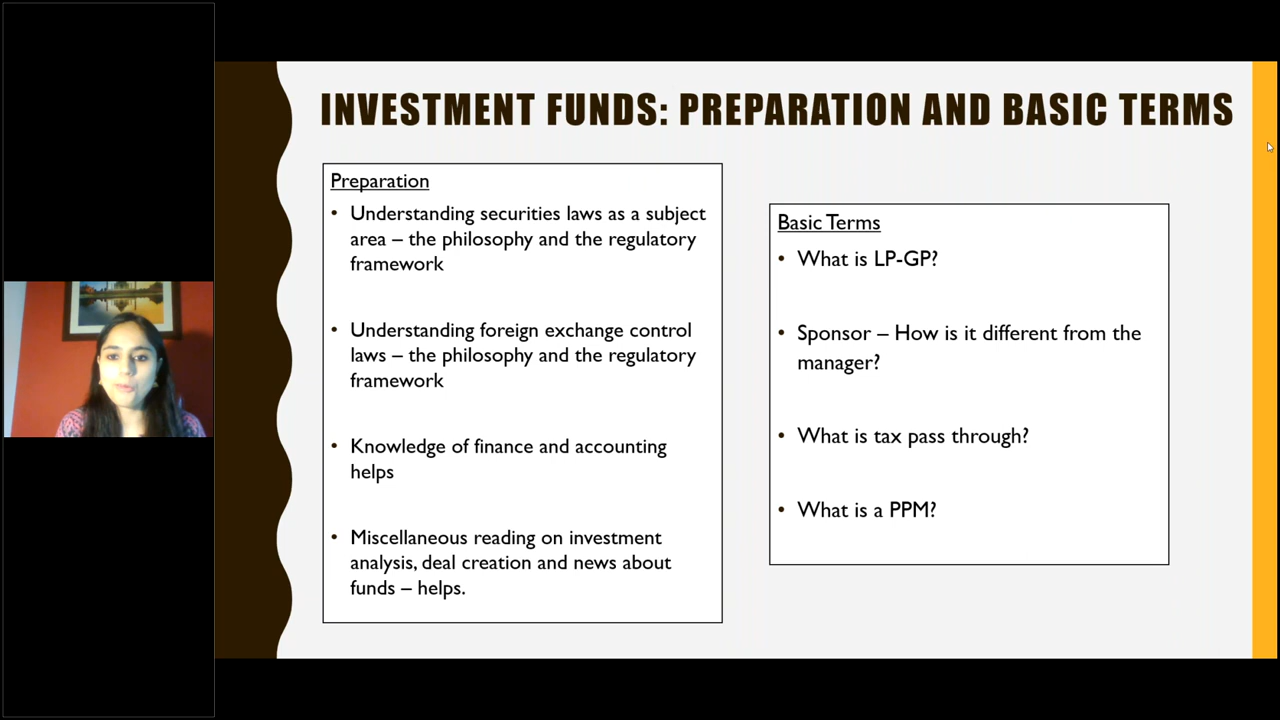 INVESTMENT FUNDS: PREPARATION AND BASIC TERMS
Preparation
• Understanding securities laws as a subject
area – the philosophy and the regulatory
framework
• Understanding foreign exchange control
laws – the philosophy and the regulatory
framework
• Knowledge of finance and accounting
helps
• Miscellaneous reading on investment
analysis, deal creation and news about
funds – helps.
Basic Terms
• What is LP-GP?
• Sponsor – How is it different from the
manager?
• What is tax pass through?
• What is a PPM?